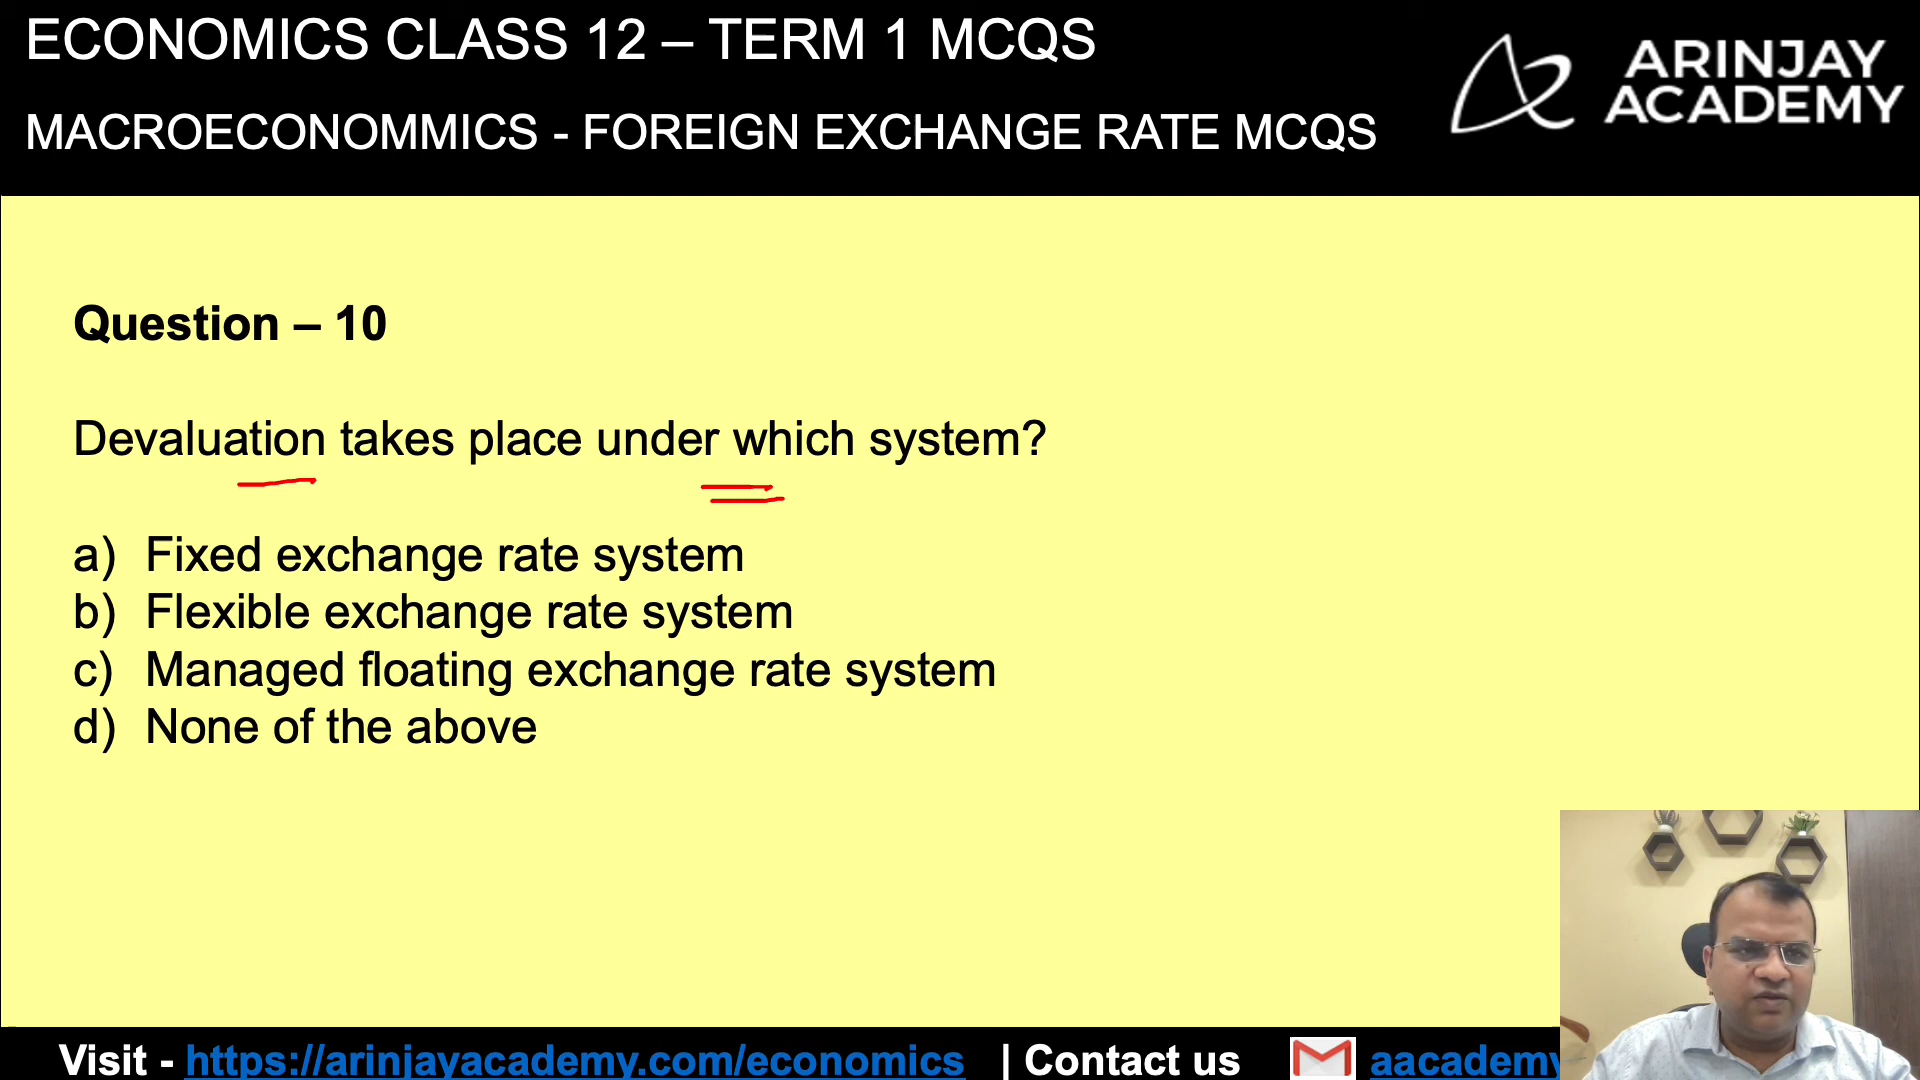 ECONOMICS CLASS 12 – TERM 1 MCQS
MACROECONOMMICS - FOREIGN EXCHANGE RATE MCQS
ARINJAY
ACADEMY
Question – 10
Devaluation takes place under which system?
a) Fixed exchange rate system
b) Flexible exchange rate system
c) Managed floating exchange rate system
d) None of the above
Visit - https://arinjayacademy.com/economics | Contact us aacademy